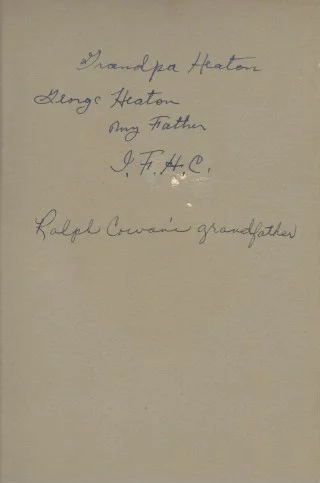 Grandpa Heaton
George Heaton
my Father
I. F. H. C.
Ralph Cowan's grandfather